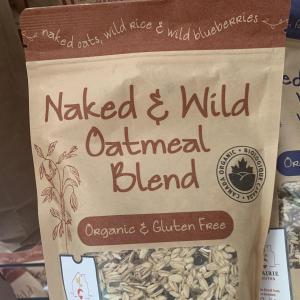 naked oats, wild rice & wild blueberries
Naked & Wild
Oatmeal
Blend
CANADA ORGANIC • BIOLOGIQUE CANADA
Organic & Gluten Free